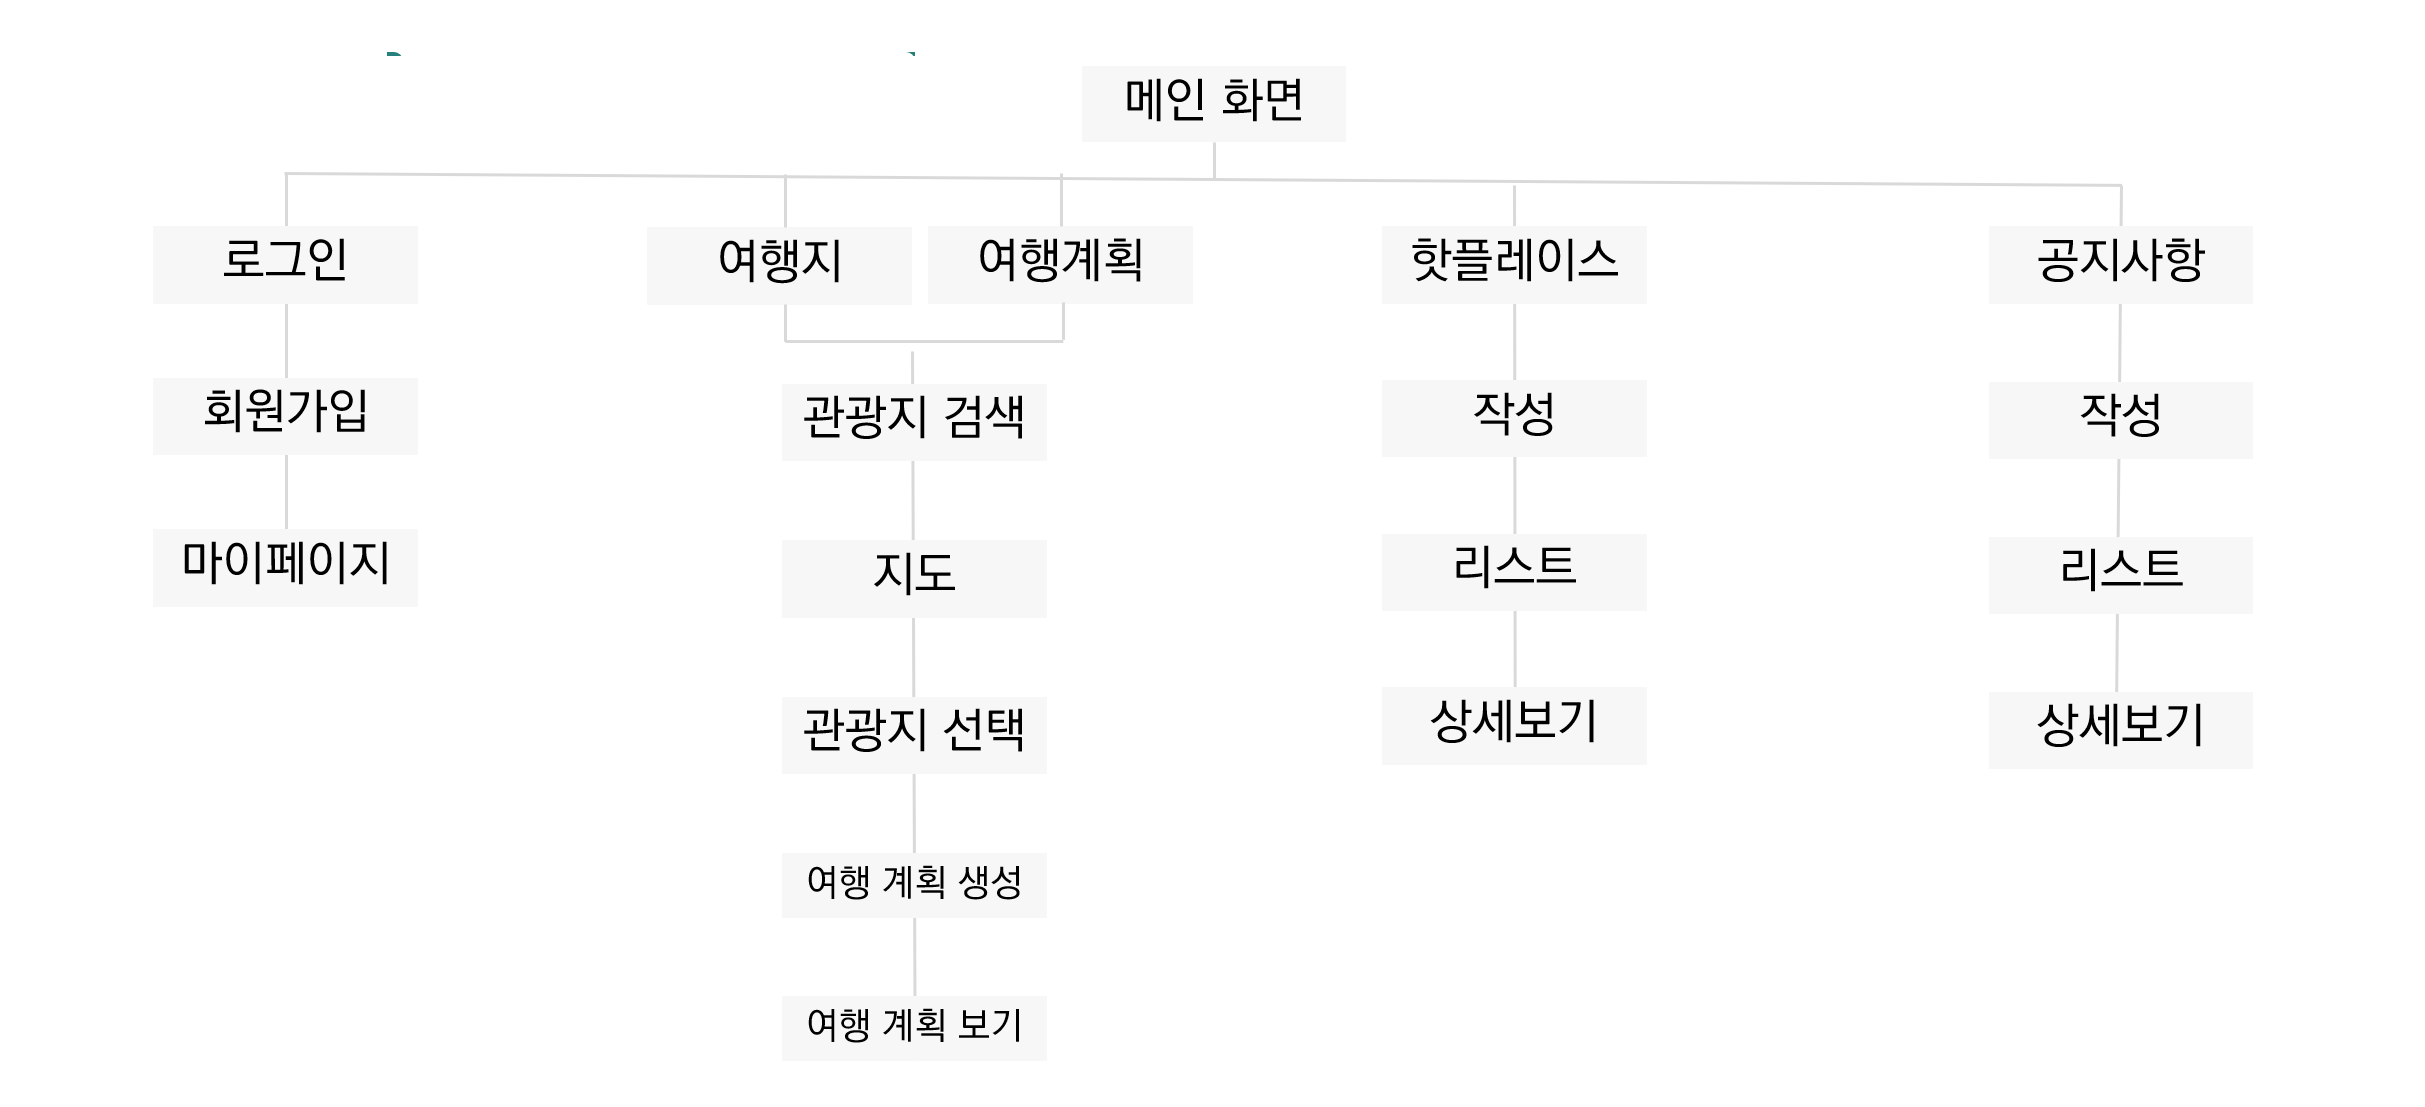 메인 화면
로그인
여행지
여행계획
핫플레이스
공지사항
회원가입
관광지 검색
작성
작성
마이페이지
지도
리스트
리스트
관광지 선택
상세보기
상세보기
여행 계획 생성
여행 계획 보기